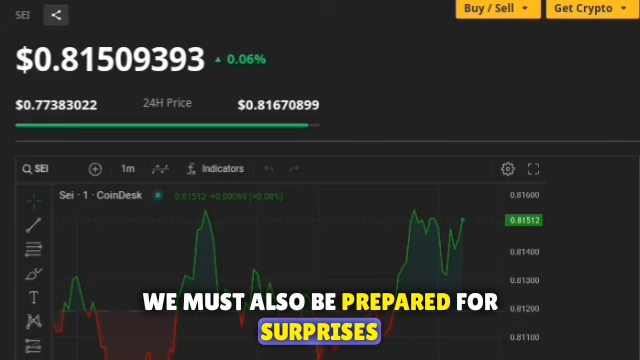 SEI
Buy / Sell
Get Crypto
$0.81509393 0.06%
$0.77383022 24H Price $0.81670899
SEI 1m Indicators
Sei · 1 · CoinDesk 0.81512 +0.00069 (+0.08%)
0.81600
0.81512
0.81400
0.81300
0.81200
0.81100
WE MUST ALSO BE PREPARED FOR
SURPRISES